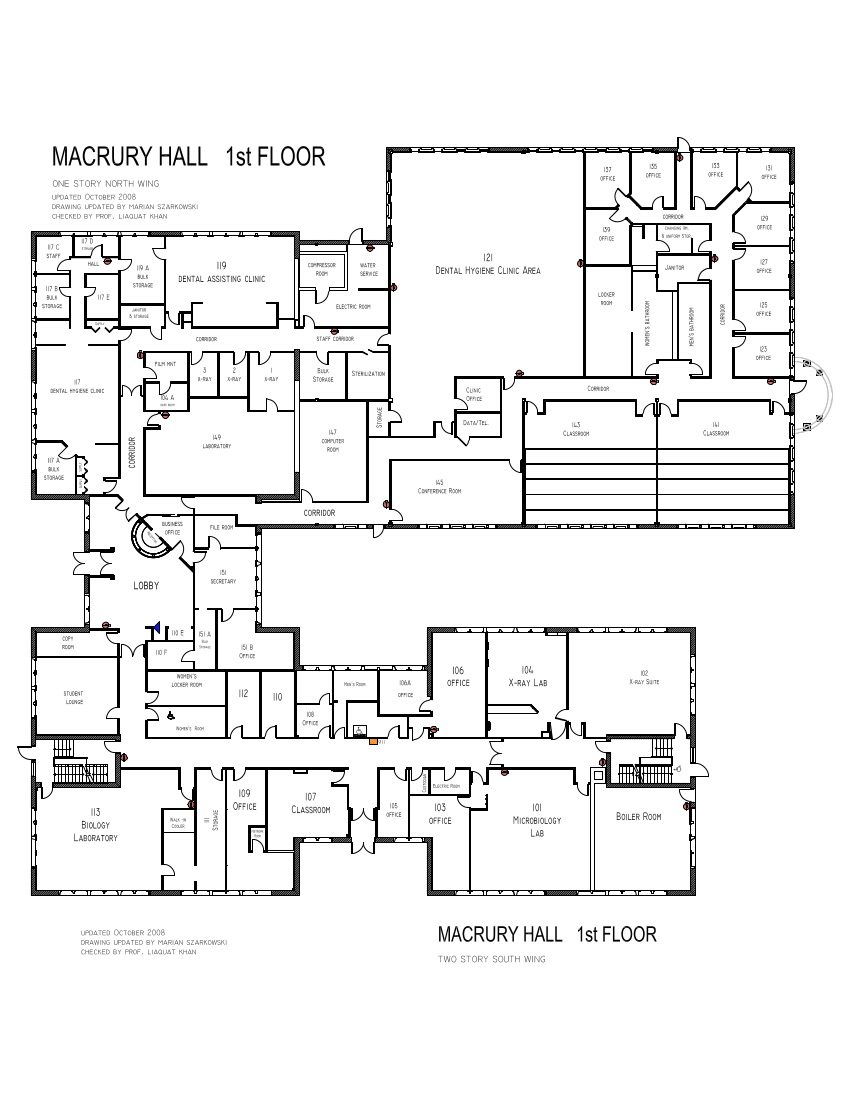 MACRURY HALL 1st FLOOR
ONE STORY NORTH WING
UPDATED OCTOBER 2008
DRAWING UPDATED BY MARIAN SZARKOWSKI
CHECKED BY PROF. LIAQUAT KHAN
137
OFFICE
135
OFFICE
133
OFFICE
131
OFFICE
139
OFFICE
CORRIDOR
CHANGING RM.
& UNIFORM STOR.
129
OFFICE
127
OFFICE
125
OFFICE
123
OFFICE
JANITOR
LOCKER
ROOM
WOMEN'S BATHROOM
MEN'S BATHROOM
CORRIDOR
CORRIDOR
121
DENTAL HYGIENE CLINIC AREA
117 C
STAFF
117 D
STORAGE
HALL
117 B
BULK
STORAGE
117 E
119 A
BULK
STORAGE
JANITOR
& STORAGE
119
DENTAL ASSISTING CLINIC
COMPRESSOR
ROOM
WATER
SERVICE
ELECTRIC ROOM
CORRIDOR
STAFF CORRIDOR
117
DENTAL HYGIENE CLINIC
FILM MNT
104 A
DARK ROOM
3
X-RAY
2
X-RAY
1
X-RAY
BULK
STORAGE
STERILIZATION
149
LABORATORY
147
COMPUTER
ROOM
STORAGE
CLINIC
OFFICE
DATA/TEL.
143
CLASSROOM
141
CLASSROOM
117 A
BULK
STORAGE
CORRIDOR
145
CONFERENCE ROOM
CORRIDOR
BUSINESS
OFFICE
FILE ROOM
LOBBY
151
SECRETARY
110 E
110 F
151 A
BULK
STORAGE
151 B
OFFICE
COPY
ROOM
STUDENT
LOUNGE
WOMEN'S
LOCKER ROOM
WOMEN'S ROOM
112
110
108
OFFICE
MEN'S ROOM
106A
OFFICE
106
OFFICE
104
X-RAY LAB
102
X-RAY SUITE
113
BIOLOGY
LABORATORY
WALK-IN
COOLER
111
STORAGE
109
OFFICE
NETWORK
ROOM
107
CLASSROOM
105
OFFICE
CUSTODIAN
ELECTRIC ROOM
103
OFFICE
101
MICROBIOLOGY
LAB
BOILER ROOM
UPDATED OCTOBER 2008
DRAWING UPDATED BY MARIAN SZARKOWSKI
CHECKED BY PROF. LIAQUAT KHAN
MACRURY HALL 1st FLOOR
TWO STORY SOUTH WING